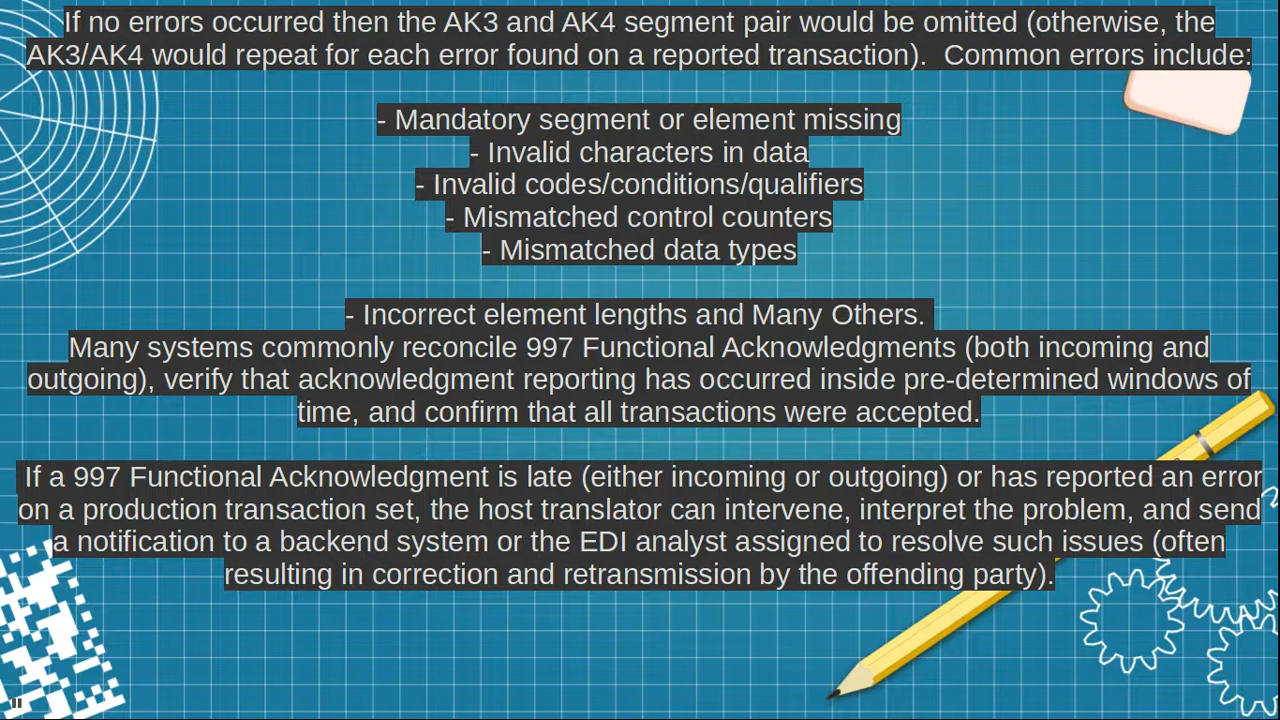 If no errors occurred then the AK3 and AK4 segment pair would be omitted (otherwise, the
AK3/AK4 would repeat for each error found on a reported transaction).  Common errors include:
- Mandatory segment or element missing
- Invalid characters in data
- Invalid codes/conditions/qualifiers
- Mismatched control counters
- Mismatched data types
- Incorrect element lengths and Many Others.
Many systems commonly reconcile 997 Functional Acknowledgments (both incoming and
outgoing), verify that acknowledgment reporting has occurred inside pre-determined windows of
time, and confirm that all transactions were accepted.
If a 997 Functional Acknowledgment is late (either incoming or outgoing) or has reported an error
on a production transaction set, the host translator can intervene, interpret the problem, and send
a notification to a backend system or the EDI analyst assigned to resolve such issues (often
resulting in correction and retransmission by the offending party).